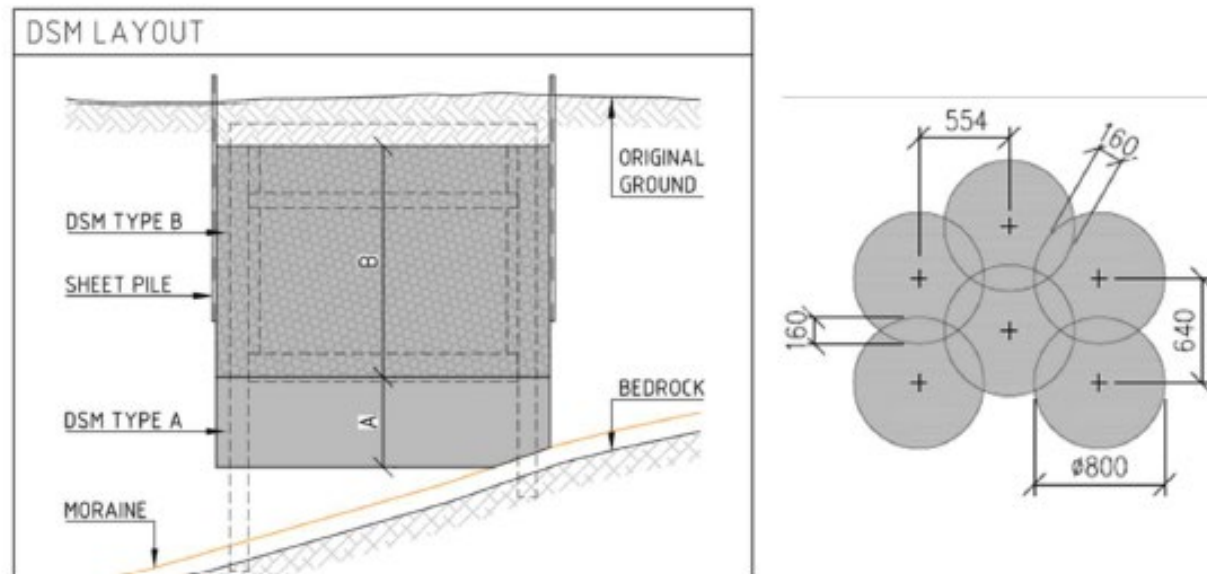 DSM LAYOUT
ORIGINAL
GROUND
DSM TYPE B
B
SHEET PILE
BEDROCK
DSM TYPE A
A
MORAINE
554
160
160
640
ø800